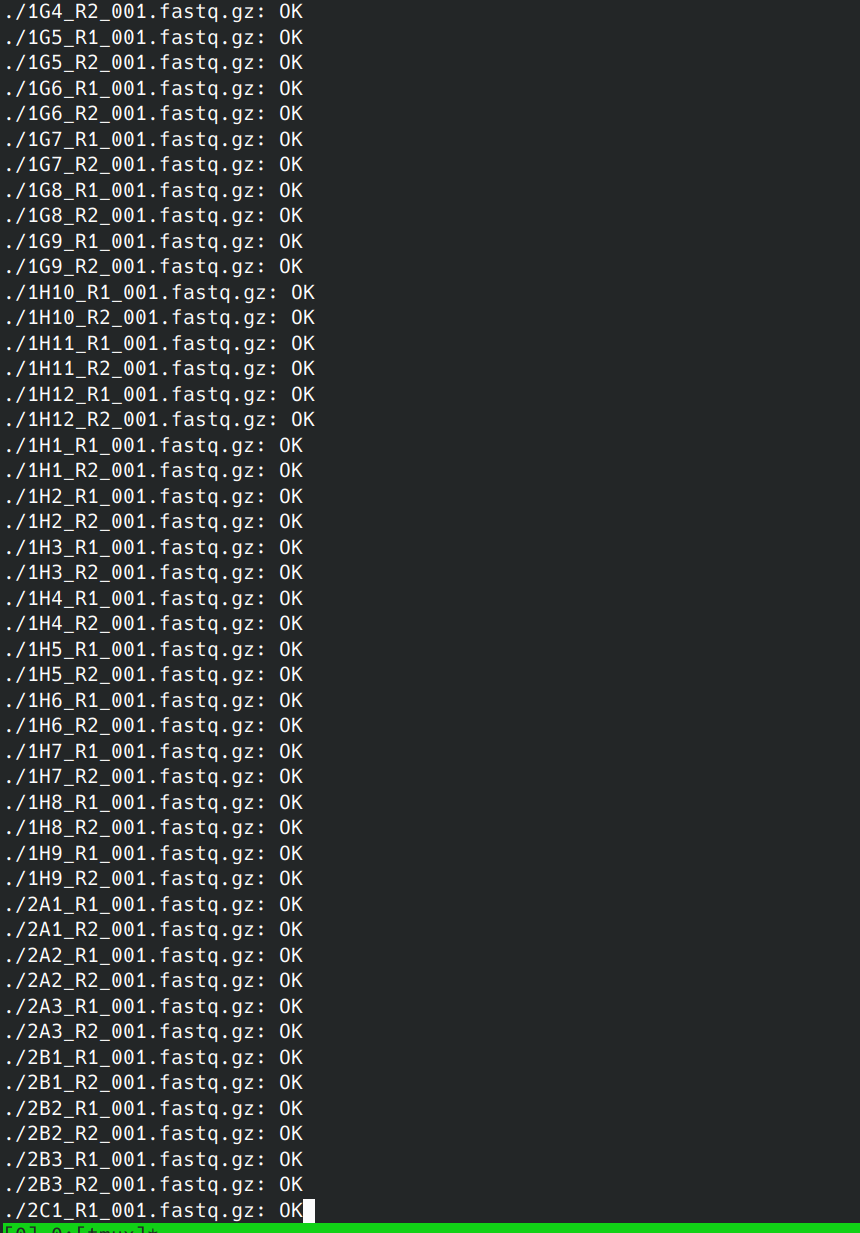 ./1G4_R2_001.fastq.gz: OK
./1G5_R1_001.fastq.gz: OK
./1G5_R2_001.fastq.gz: OK
./1G6_R1_001.fastq.gz: OK
./1G6_R2_001.fastq.gz: OK
./1G7_R1_001.fastq.gz: OK
./1G7_R2_001.fastq.gz: OK
./1G8_R1_001.fastq.gz: OK
./1G8_R2_001.fastq.gz: OK
./1G9_R1_001.fastq.gz: OK
./1G9_R2_001.fastq.gz: OK
./1H10_R1_001.fastq.gz: OK
./1H10_R2_001.fastq.gz: OK
./1H11_R1_001.fastq.gz: OK
./1H11_R2_001.fastq.gz: OK
./1H12_R1_001.fastq.gz: OK
./1H12_R2_001.fastq.gz: OK
./1H1_R1_001.fastq.gz: OK
./1H1_R2_001.fastq.gz: OK
./1H2_R1_001.fastq.gz: OK
./1H2_R2_001.fastq.gz: OK
./1H3_R1_001.fastq.gz: OK
./1H3_R2_001.fastq.gz: OK
./1H4_R1_001.fastq.gz: OK
./1H4_R2_001.fastq.gz: OK
./1H5_R1_001.fastq.gz: OK
./1H5_R2_001.fastq.gz: OK
./1H6_R1_001.fastq.gz: OK
./1H6_R2_001.fastq.gz: OK
./1H7_R1_001.fastq.gz: OK
./1H7_R2_001.fastq.gz: OK
./1H8_R1_001.fastq.gz: OK
./1H8_R2_001.fastq.gz: OK
./1H9_R1_001.fastq.gz: OK
./1H9_R2_001.fastq.gz: OK
./2A1_R1_001.fastq.gz: OK
./2A1_R2_001.fastq.gz: OK
./2A2_R1_001.fastq.gz: OK
./2A2_R2_001.fastq.gz: OK
./2A3_R1_001.fastq.gz: OK
./2A3_R2_001.fastq.gz: OK
./2B1_R1_001.fastq.gz: OK
./2B1_R2_001.fastq.gz: OK
./2B2_R1_001.fastq.gz: OK
./2B2_R2_001.fastq.gz: OK
./2B3_R1_001.fastq.gz: OK
./2B3_R2_001.fastq.gz: OK
./2C1_R1_001.fastq.gz: OK